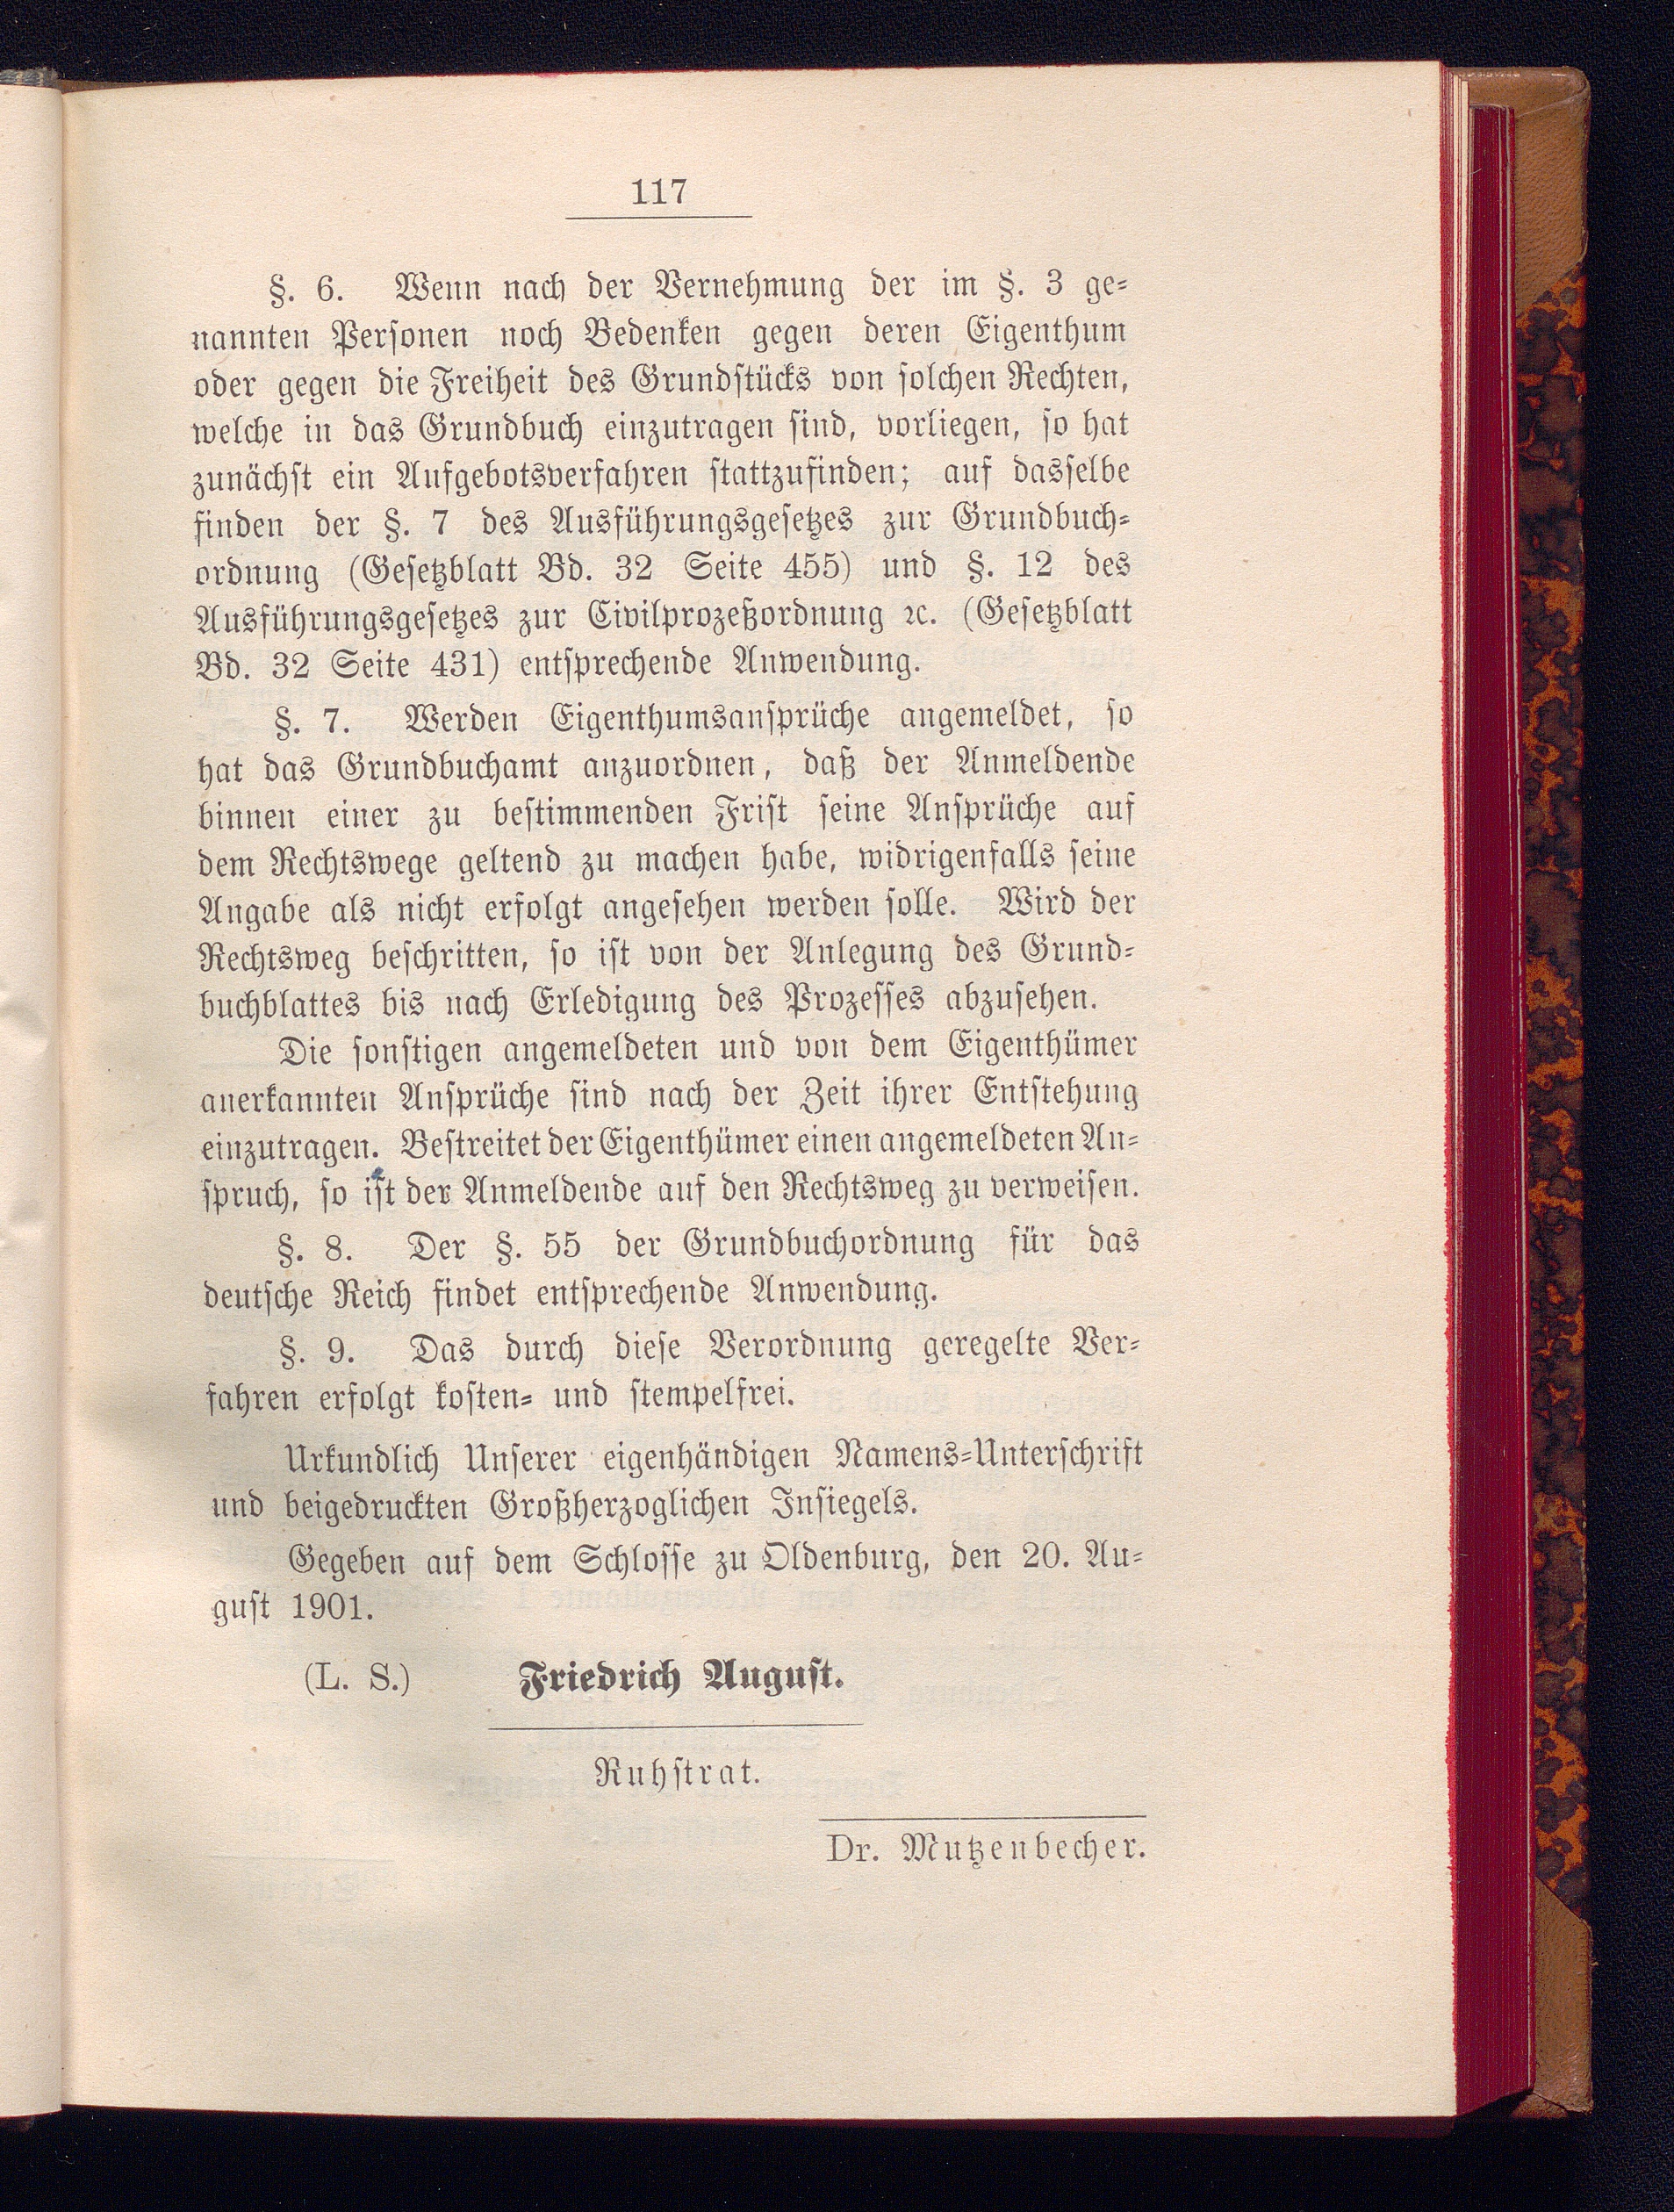 117
§. 6. Wenn nach der Vernehmung der im §. 3 ge-
nannten Personen noch Bedenken gegen deren Eigenthum
oder gegen die Freiheit des Grundstücks von solchen Rechten,
welche in das Grundbuch einzutragen sind, vorliegen, so hat
zunächst ein Aufgebotsverfahren stattzufinden; auf dasselbe
finden der §. 7 des Ausführungsgesetzes zur Grundbuch-
ordnung (Gesetzblatt Bd. 32 Seite 455) und §. 12 des
Ausführungsgesetzes zur Civilprozeßordnung ꝛc. (Gesetzblatt
Bd. 32 Seite 431) entsprechende Anwendung.
§. 7. Werden Eigenthumsansprüche angemeldet, so
hat das Grundbuchamt anzuordnen, daß der Anmeldende
binnen einer zu bestimmenden Frist seine Ansprüche auf
dem Rechtswege geltend zu machen habe, widrigenfalls seine
Angabe als nicht erfolgt angesehen werden solle. Wird der
Rechtsweg beschritten, so ist von der Anlegung des Grund-
buchblattes bis nach Erledigung des Prozesses abzusehen.
Die sonstigen angemeldeten und von dem Eigenthümer
anerkannten Ansprüche sind nach der Zeit ihrer Entstehung
einzutragen. Bestreitet der Eigenthümer einen angemeldeten An-
spruch, so ist der Anmeldende auf den Rechtsweg zu verweisen.
§. 8. Der §. 55 der Grundbuchordnung für das
deutsche Reich findet entsprechende Anwendung.
§. 9. Das durch diese Verordnung geregelte Ver-
fahren erfolgt kosten- und stempelfrei.
Urkundlich Unserer eigenhändigen Namens-Unterschrift
und beigedruckten Großherzoglichen Insiegels.
Gegeben auf dem Schlosse zu Oldenburg, den 20. Au-
gust 1901.
(L. S.) Friedrich August.
Ruhstrat.
Dr. Mutzenbecher.